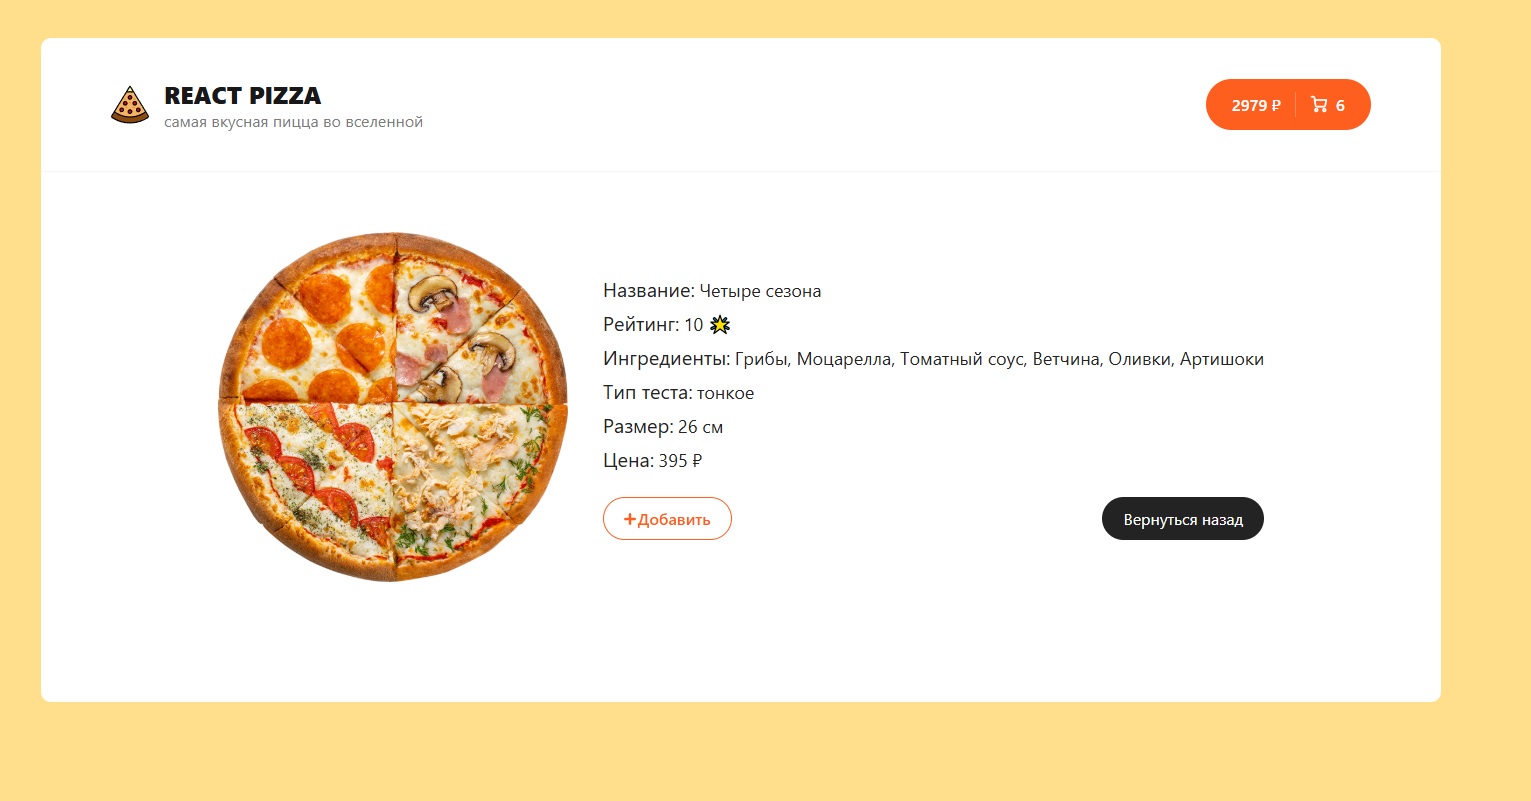 REACT PIZZA
самая вкусная пицца во вселенной
2979 ₽ 6
Название: Четыре сезона
Рейтинг: 10 🌟
Ингредиенты: Грибы, Моцарелла, Томатный соус, Ветчина, Оливки, Артишоки
Тип теста: тонкое
Размер: 26 см
Цена: 395 ₽
+Добавить
Вернуться назад